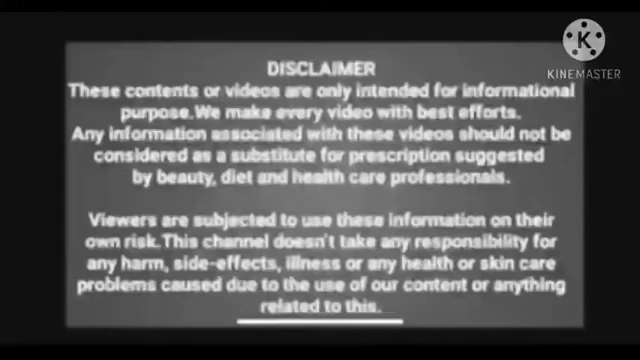 KINEMASTER
DISCLAIMER
These contents or videos are only intended for informational
purpose.We make every video with best efforts.
Any information associated with these videos should not be
considered as a substitute for prescription suggested
by beauty, diet and health care professionals.
Viewers are subjected to use these information on their
own risk.This channel doesn't take any responsibility for
any harm, side-effects, illness or any health or skin care
problems caused due to the use of our content or anything
related to this.